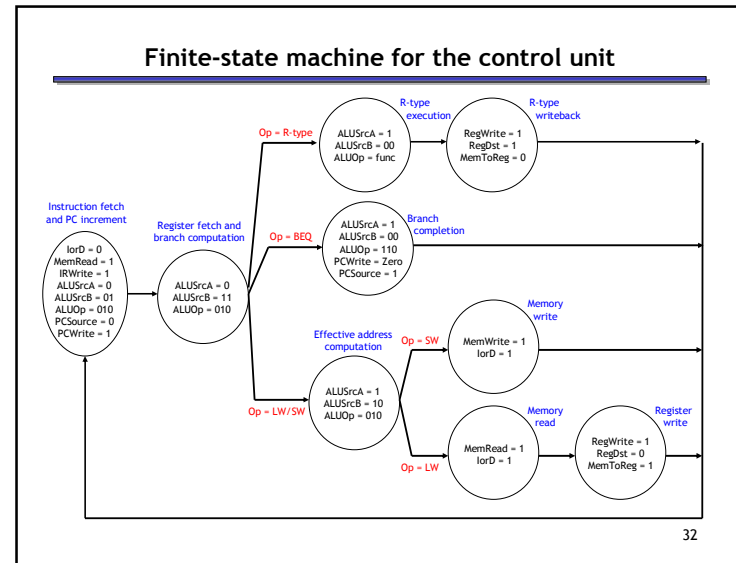 Finite-state machine for the control unit
Instruction fetch
and PC increment
IorD = 0
MemRead = 1
IRWrite = 1
ALUSrcA = 0
ALUSrcB = 01
ALUOp = 010
PCSource = 0
PCWrite = 1
Register fetch and
branch computation
ALUSrcA = 0
ALUSrcB = 11
ALUOp = 010
Op = R-type
R-type
execution
ALUSrcA = 1
ALUSrcB = 00
ALUOp = func
R-type
writeback
RegWrite = 1
RegDst = 1
MemToReg = 0
Op = BEQ
Branch
completion
ALUSrcA = 1
ALUSrcB = 00
ALUOp = 110
PCWrite = Zero
PCSource = 1
Op = LW/SW
Effective address
computation
ALUSrcA = 1
ALUSrcB = 10
ALUOp = 010
Op = SW
Memory
write
MemWrite = 1
IorD = 1
Op = LW
Memory
read
MemRead = 1
IorD = 1
Register
write
RegWrite = 1
RegDst = 0
MemToReg = 1
32